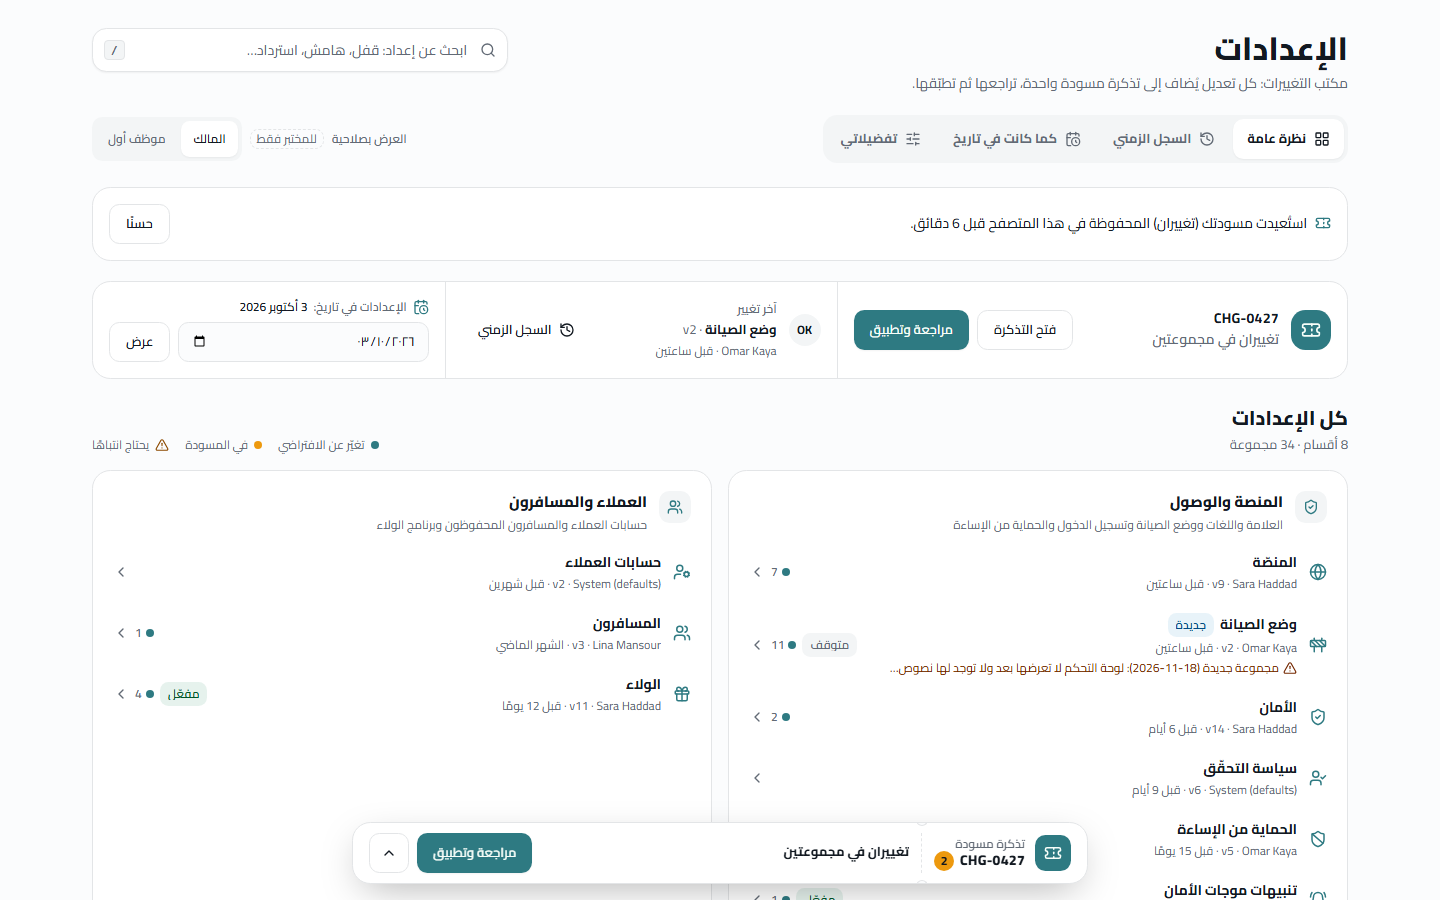 الإعدادات
مكتب التغييرات: كل تعديل يُضاف إلى تذكرة مسودة واحدة، تراجعها ثم تطبّقها.
ابحث عن إعداد: قفل، هامش، استرداد...
/
نظرة عامة
السجل الزمني
كما كانت في تاريخ
تفضيلاتي
العرض بصلاحية
للمختبر فقط
المالك
موظف أول
استُعيدت مسودتك (تغييران) المحفوظة في هذا المتصفح قبل 6 دقائق.
حسنًا
CHG-0427
تغييران في مجموعتين
فتح التذكرة
مراجعة وتطبيق
OK
آخر تغيير
وضع الصيانة · v2
Omar Kaya · قبل ساعتين
السجل الزمني
الإعدادات في تاريخ: 3 أكتوبر 2026
٢٠٢٦/١٠/٠٣
عرض
كل الإعدادات
8 أقسام · 34 مجموعة
تغيّر عن الافتراضي
في المسودة
يحتاج انتباهًا
المنصة والوصول
العلامة واللغات ووضع الصيانة وتسجيل الدخول والحماية من الإساءة
المنصّة
v9 · Sara Haddad · قبل ساعتين
7
وضع الصيانة
جديدة
v2 · Omar Kaya · قبل ساعتين
مجموعة جديدة (18-11-2026): لوحة التحكم لا تعرضها بعد ولا توجد لها نصوص...
متوقف
11
الأمان
v14 · Sara Haddad · قبل 6 أيام
2
سياسة التحقّق
v6 · System (defaults) · قبل 9 أيام
الحماية من الإساءة
v5 · Omar Kaya · قبل 15 يومًا
تنبيهات موجات الأمان
مفعّل
1
العملاء والمسافرون
حسابات العملاء والمسافرون المحفوظون وبرنامج الولاء
حسابات العملاء
v2 · System (defaults) · قبل شهرين
المسافرون
v3 · Lina Mansour · الشهر الماضي
1
الولاء
v11 · Sara Haddad · قبل 12 يومًا
مفعّل
4
تذكرة مسودة
CHG-0427
2
تغييران في مجموعتين
مراجعة وتطبيق